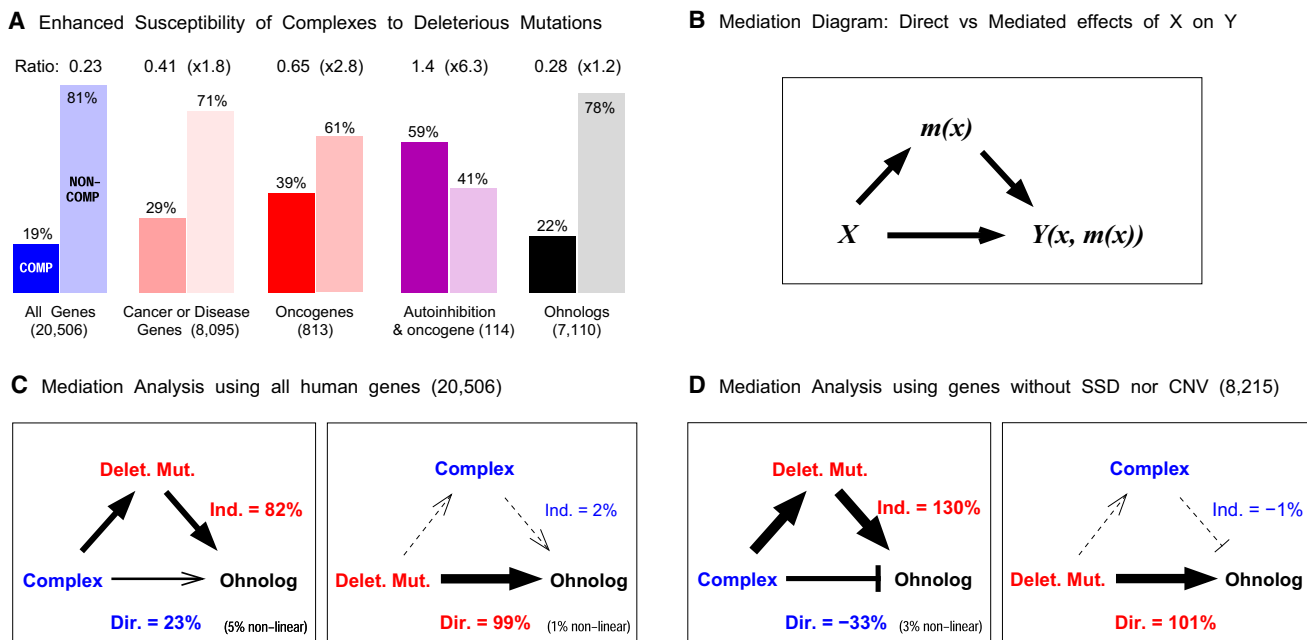 A Enhanced Susceptibility of Complexes to Deleterious Mutations
Ratio: 0.23 0.41 (x1.8) 0.65 (x2.8) 1.4 (x6.3) 0.28 (x1.2)
81%
71%
61%
59%
41%
39%
29%
19%
22%
78%
NON–
COMP
COMP
All Genes
(20,506)
Cancer or Disease
Genes (8,095)
Oncogenes
(813)
Autoinhibition
& oncogene (114)
Ohnologs
(7,110)
B Mediation Diagram: Direct vs Mediated effects of X on Y
m(x)
X
Y(x, m(x))
C Mediation Analysis using all human genes (20,506)
Delet. Mut.
Ind. = 82%
Complex
Ohnolog
Dir. = 23% (5% non–linear)
Complex
Ind. = 2%
Delet. Mut.
Ohnolog
Dir. = 99% (1% non–linear)
D Mediation Analysis using genes without SSD nor CNV (8,215)
Delet. Mut.
Ind. = 130%
Complex
Ohnolog
Dir. = −33% (3% non–linear)
Complex
Ind. = −1%
Delet. Mut.
Ohnolog
Dir. = 101%